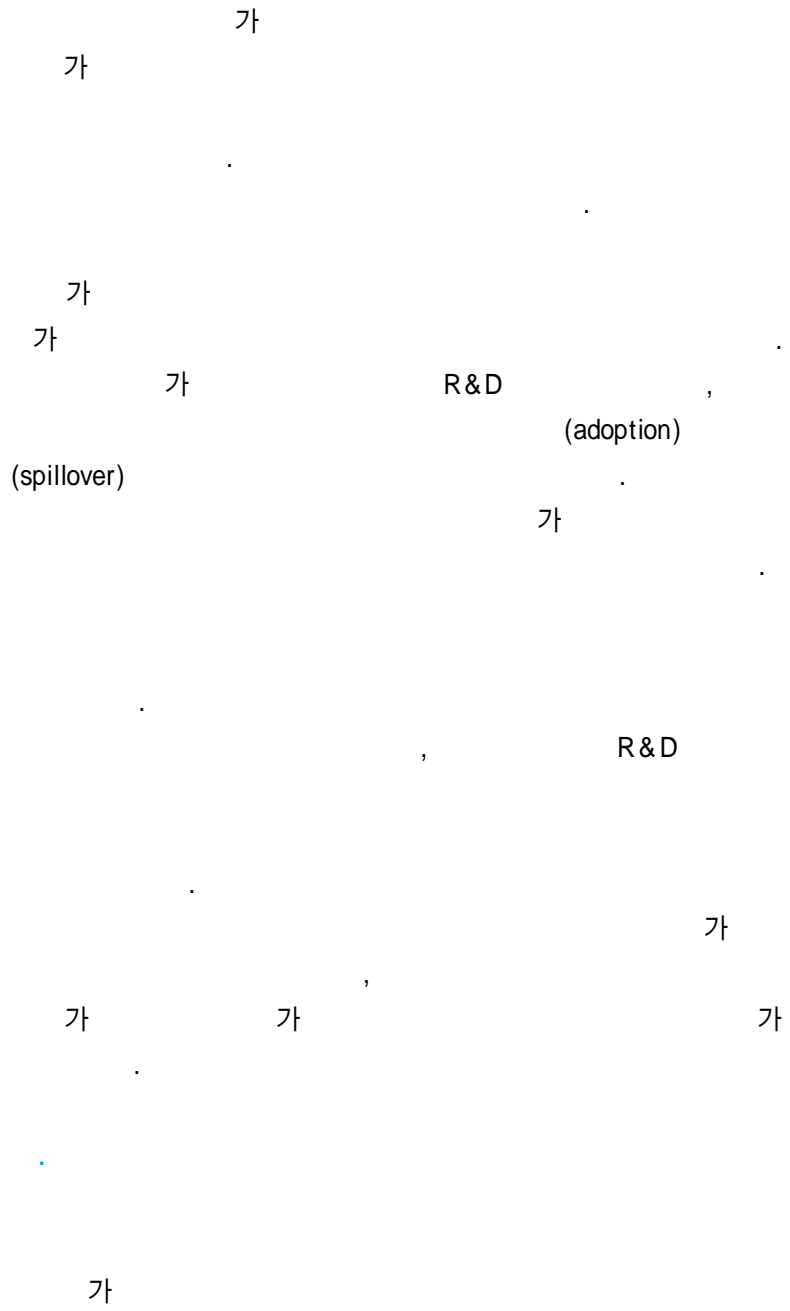 가
가
.
.
가
가 .
가 R&D ,
(adoption)
(spillover) .
가
.
.
, R&D
.
가
,
가 가 가
.
.
가